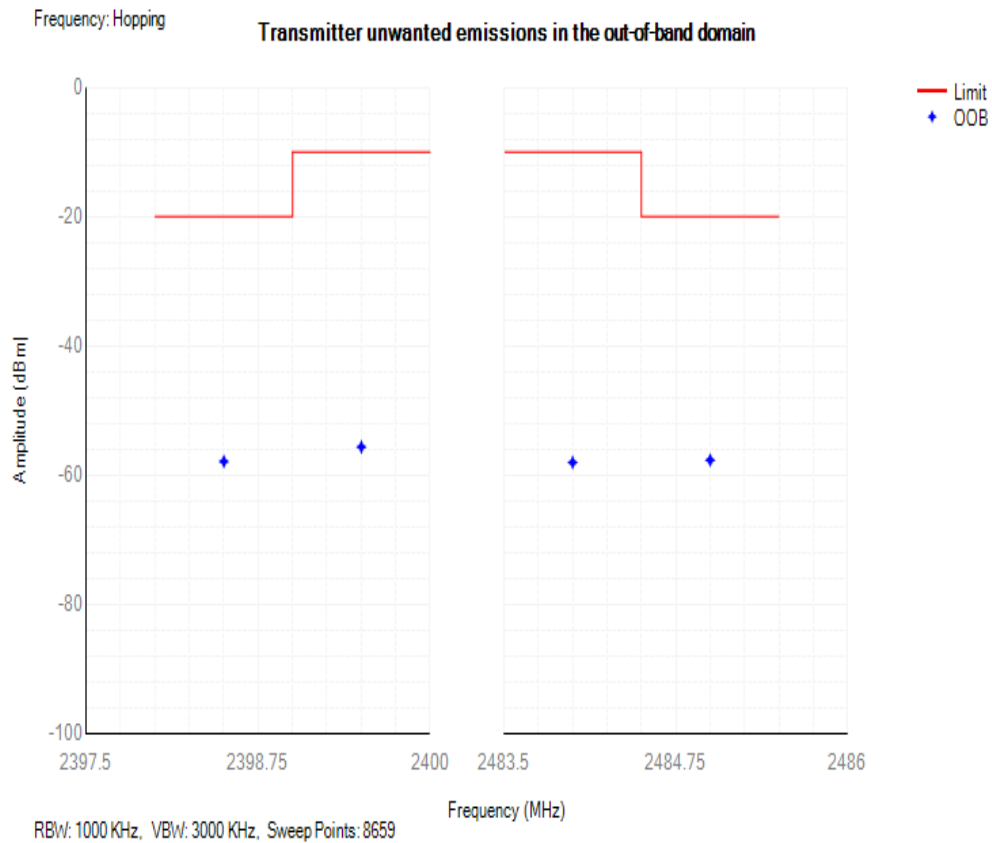 Frequency: Hopping
Transmitter unwanted emissions in the out-of-band domain
Limit
OOB
0
-20
-40
-60
-80
-100
Amplitude (dBm)
2397.5 2398.75 2400 2483.5 2484.75 2486
Frequency (MHz)
RBW: 1000 KHz, VBW: 3000 KHz, Sweep Points: 8659